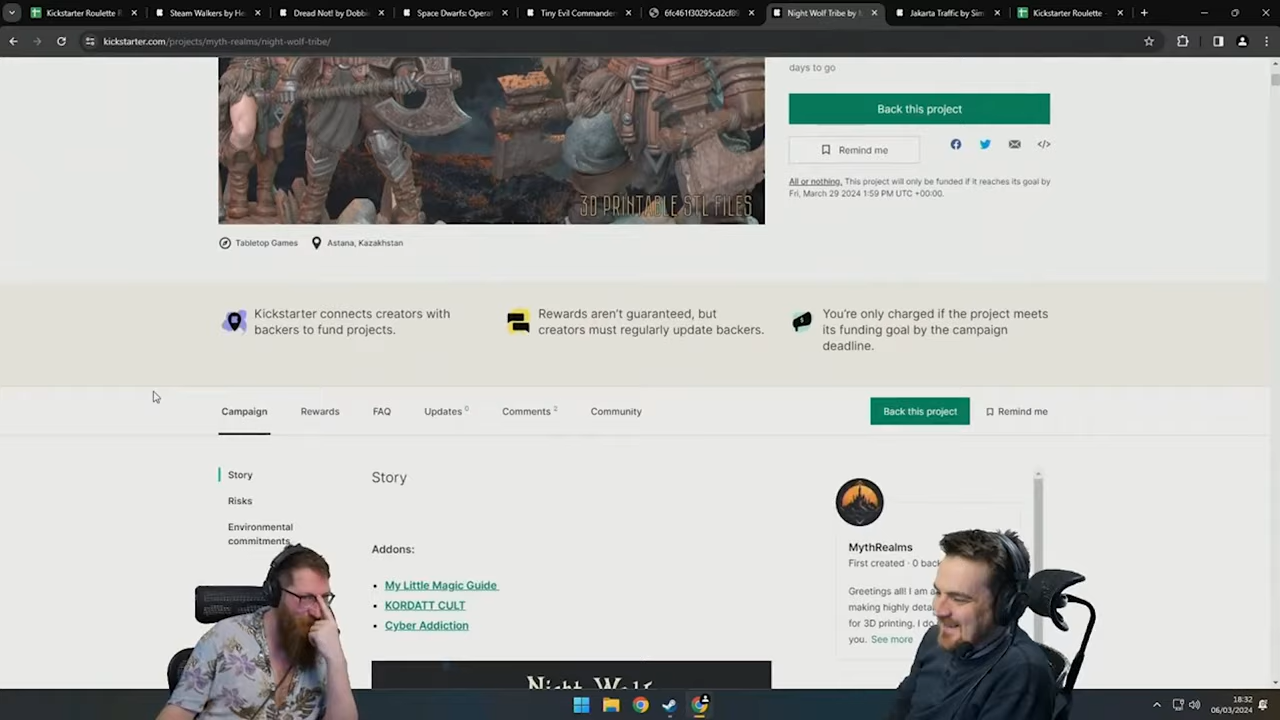 Kickstarter Roulette R
Steam Walkers by He
Dread Not! by Dobbi
Space Dwarfs: Opera
Tiny Evil Commander
6fc461f30295cd2cf89
Night Wolf Tribe by
Jakarta Traffic by Sim
Kickstarter Roulette
kickstarter.com/projects/myth-realms/night-wolf-tribe/
days to go
Back this project
Remind me
All or nothing. This project will only be funded if it reaches its goal by
Fri, March 29 2024 1:59 PM UTC +00:00.
3D PRINTABLE STL FILES
Tabletop Games
Astana, Kazakhstan
Kickstarter connects creators with
backers to fund projects.
Rewards aren't guaranteed, but
creators must regularly update backers.
You're only charged if the project meets
its funding goal by the campaign
deadline.
Campaign
Rewards
FAQ
Updates 0
Comments 2
Community
Back this project
Remind me
Story
Risks
Environmental
commitments
Story
Addons:
• My Little Magic Guide
• KORDATT CULT
• Cyber Addiction
Night Wolf
MythRealms
First created · 0 back
Greetings all! I am a
making highly deta
for 3D printing. I do
you. See more
18:32
06/03/2024